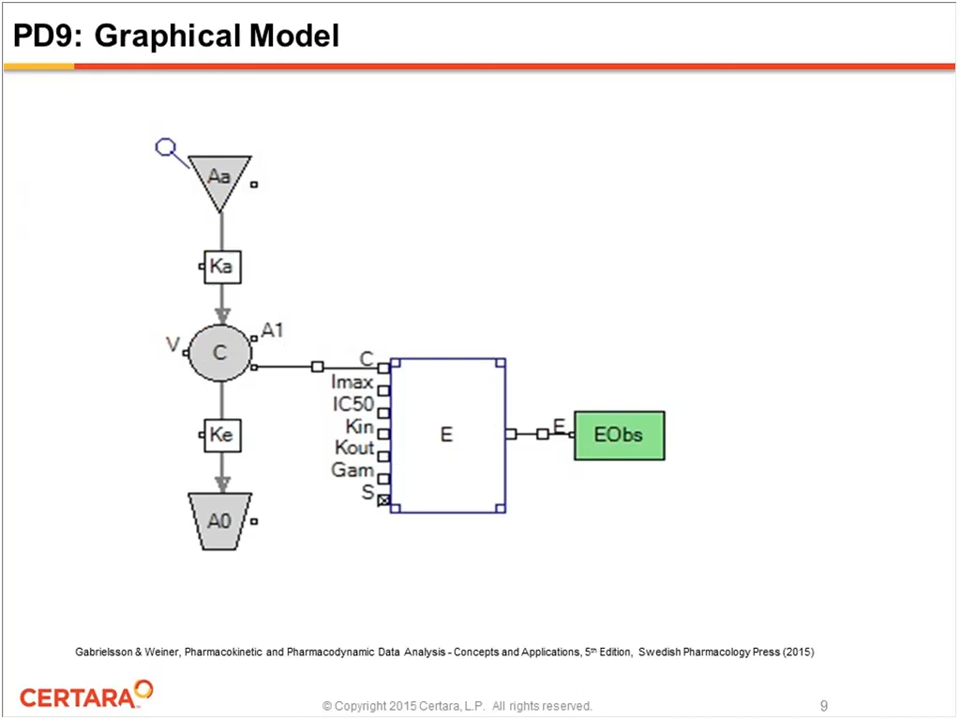 PD9: Graphical Model
Aa
Ka
A1
V
C
C
Imax
IC50
Kin
Kout
Gam
S
E
E
EObs
Ke
A0
Gabrielsson & Weiner, Pharmacokinetic and Pharmacodynamic Data Analysis - Concepts and Applications, 5th Edition, Swedish Pharmacology Press (2015)
CERTARA
© Copyright 2015 Certara, L.P. All rights reserved.
9